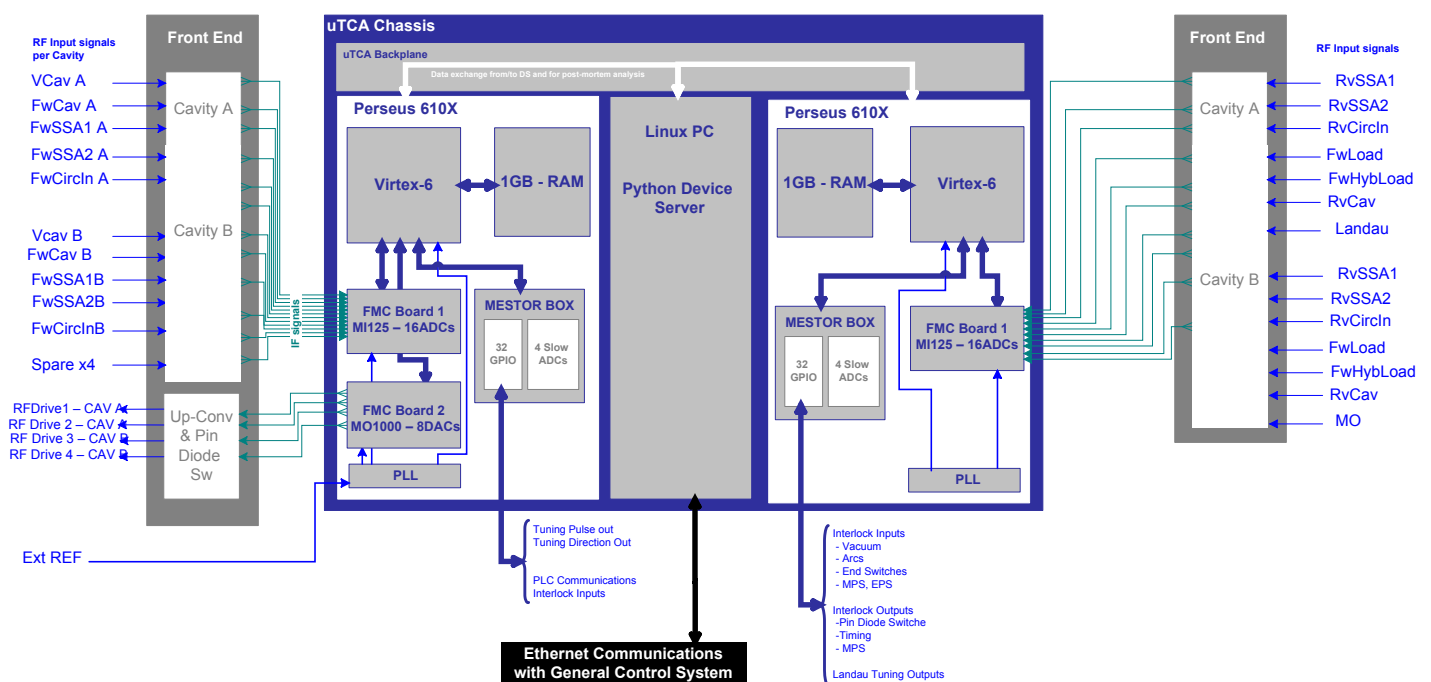 uTCA Chassis
Front End
RF Input signals
per Cavity
VCav A
FwCav A
FwSSA1 A
FwSSA2 A
FwCircIn A
Vcav B
FwCav B
FwSSA1B
FwSSA2B
FwCircInB
Spare x4
Cavity A
Cavity B
RFDrive1 – CAV A
RF Drive 2 – CAV A
RF Drive 3 – CAV B
RF Drive 4 – CAV B
Up-Conv
& Pin
Diode
Sw
Ext REF
IF signals
uTCA Backplane
Data exchange from/to DS and for post-mortem analysis
Perseus 610X
Virtex-6
1GB - RAM
FMC Board 1
MI125 – 16ADCs
FMC Board 2
MO1000 – 8DACs
PLL
MESTOR BOX
32
GPIO
4 Slow
ADCs
Tuning Pulse out
Tuning Direction Out
PLC Communications
Interlock Inputs
Linux PC
Python Device
Server
Ethernet Communications
with General Control System
Perseus 610X
1GB - RAM
Virtex-6
MESTOR BOX
32
GPIO
4 Slow
ADCs
FMC Board 1
MI125 – 16ADCs
PLL
Interlock Inputs
- Vacuum
- Arcs
- End Switches
- MPS, EPS
Interlock Outputs
-Pin Diode Switche
-Timing
- MPS
Landau Tuning Outputs
Front End
Cavity A
Cavity B
RF Input signals
RvSSA1
RvSSA2
RvCircIn
FwLoad
FwHybLoad
RvCav
Landau
RvSSA1
RvSSA2
RvCircIn
FwLoad
FwHybLoad
RvCav
MO